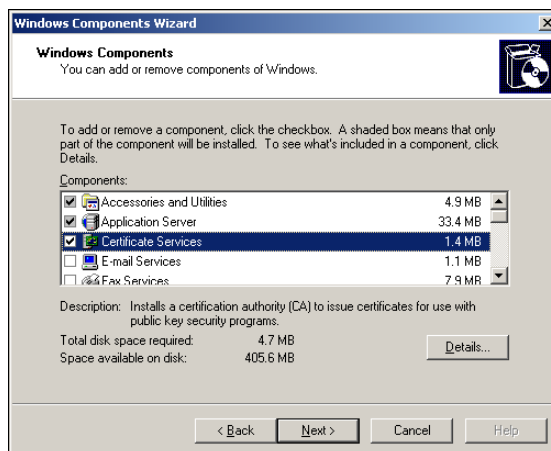 Windows Components Wizard
Windows Components
You can add or remove components of Windows.
To add or remove a component, click the checkbox. A shaded box means that only
part of the component will be installed. To see what's included in a component, click
Details.
Components:
Accessories and Utilities 4.9 MB
Application Server 33.4 MB
Certificate Services 1.4 MB
E-mail Services 1.1 MB
Fax Services 7.9 MB
Description: Installs a certification authority (CA) to issue certificates for use with
public key security programs.
Total disk space required: 4.7 MB
Space available on disk: 405.6 MB
Details...
< Back Next > Cancel Help